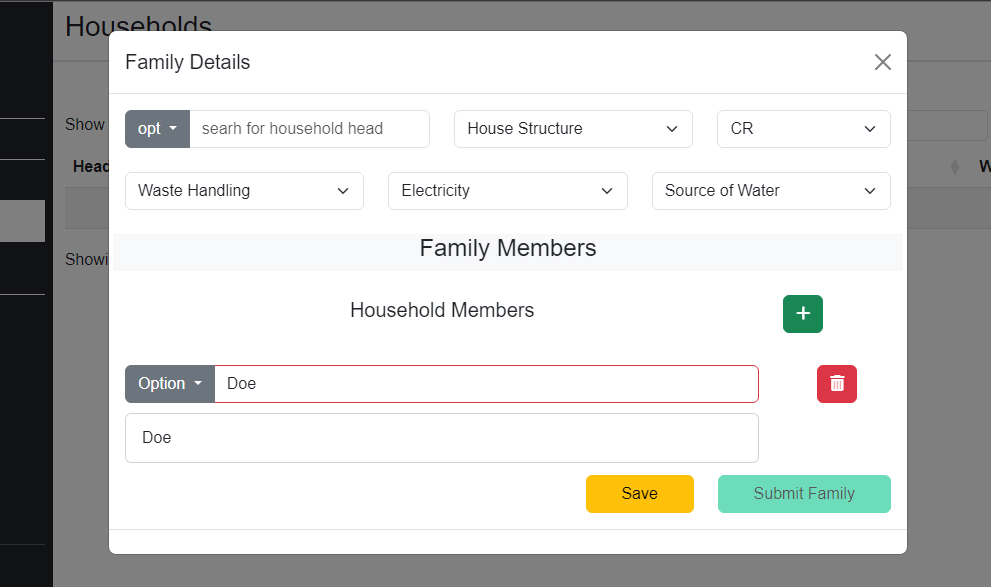 Households
Family Details
opt searh for household head House Structure CR
Show
Head
Waste Handling Electricity Source of Water
Family Members
Showi
Household Members
+
Option Doe
Doe
Save Submit Family